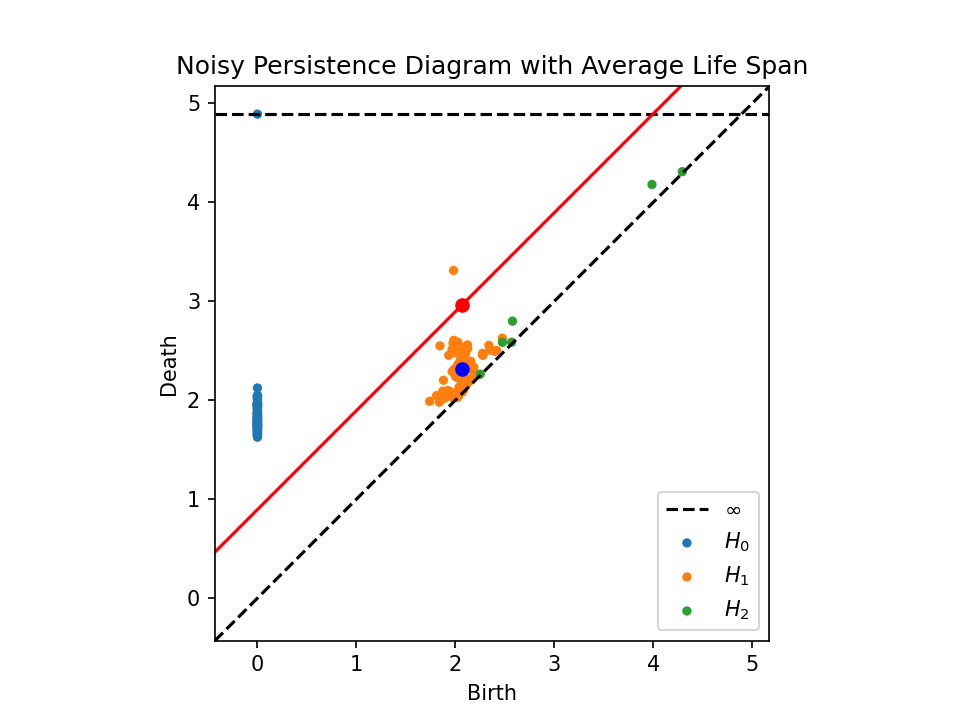 Noisy Persistence Diagram with Average Life Span
5
4
3
2
1
0
Death
∞
H₀
H₁
H₂
0 1 2 3 4 5
Birth